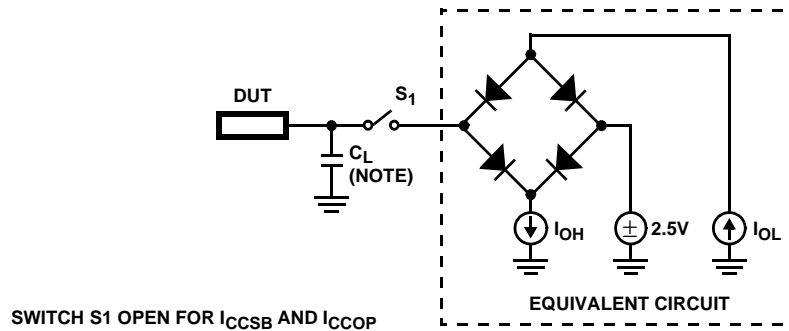 DUT
S1
CL
(NOTE)
IOH
± 2.5V
IOL
EQUIVALENT CIRCUIT
SWITCH S1 OPEN FOR ICCSB AND ICCOP